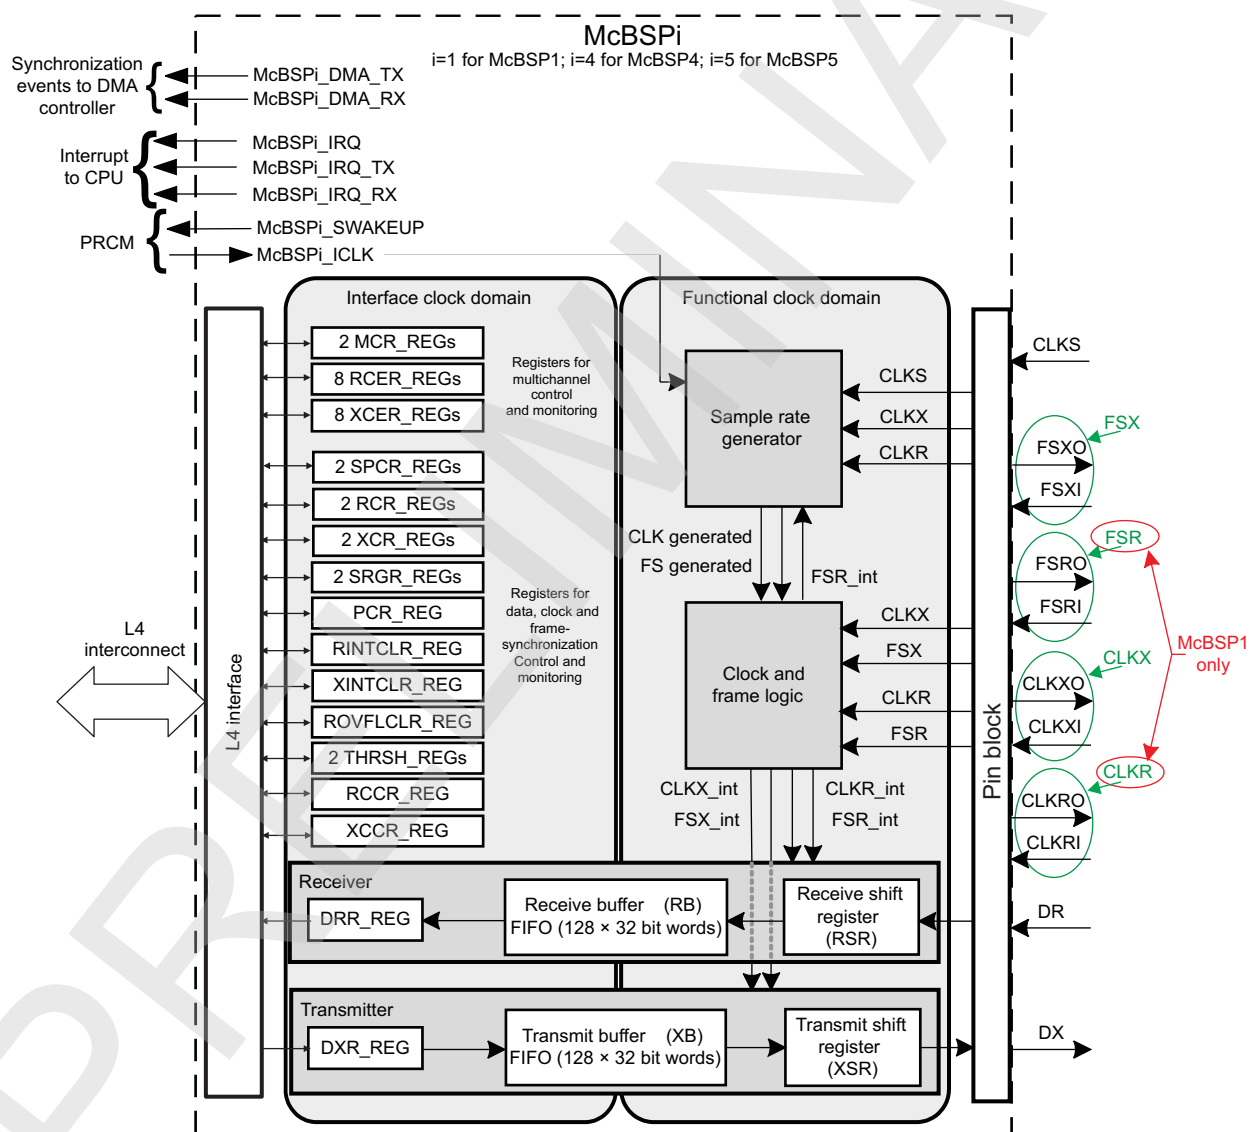 McBSPi
i=1 for McBSP1; i=4 for McBSP4; i=5 for McBSP5
Synchronization
events to DMA
controller
McBSPi_DMA_TX
McBSPi_DMA_RX
Interrupt
to CPU
McBSPi_IRQ
McBSPi_IRQ_TX
McBSPi_IRQ_RX
PRCM
McBSPi_SWAKEUP
McBSPi_ICLK
Interface clock domain
Functional clock domain
2 MCR_REGs
8 RCER_REGs
8 XCER_REGs
Registers for
multichannel
control
and monitoring
2 SPCR_REGs
2 RCR_REGs
2 XCR_REGs
2 SRGR_REGs
PCR_REG
RINTCLR_REG
XINTCLR_REG
ROVFLCLR_REG
2 THRSH_REGs
RCCR_REG
XCCR_REG
Registers for
data, clock and
frame-
synchronization
Control and
monitoring
L4
interconnect
L4 interface
Sample rate
generator
CLKS
CLKX
CLKR
CLK generated
FS generated
FSR_int
Clock and
frame logic
CLKX
FSX
CLKR
FSR
CLKX_int
FSX_int
CLKR_int
FSR_int
Pin block
CLKS
FSX
FSXO
FSXI
FSR
FSRO
FSRI
McBSP1
only
CLKX
CLKXO
CLKXI
CLKR
CLKRO
CLKRI
DR
DX
Receiver
DRR_REG
Receive buffer (RB)
FIFO (128 × 32 bit words)
Receive shift
register
(RSR)
Transmitter
DXR_REG
Transmit buffer (XB)
FIFO (128 × 32 bit words)
Transmit shift
register
(XSR)
PRELIMINA